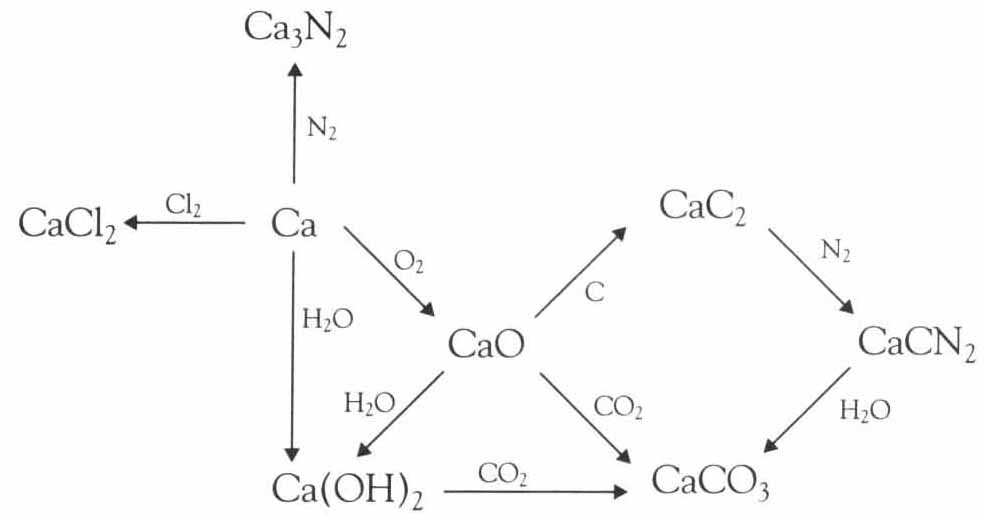 Ca₃N₂
N₂
CaCl₂
Cl₂
Ca
CaC₂
O₂
N₂
C
H₂O
CaO
CaCN₂
H₂O
CO₂
H₂O
Ca(OH)₂
CO₂
CaCO₃